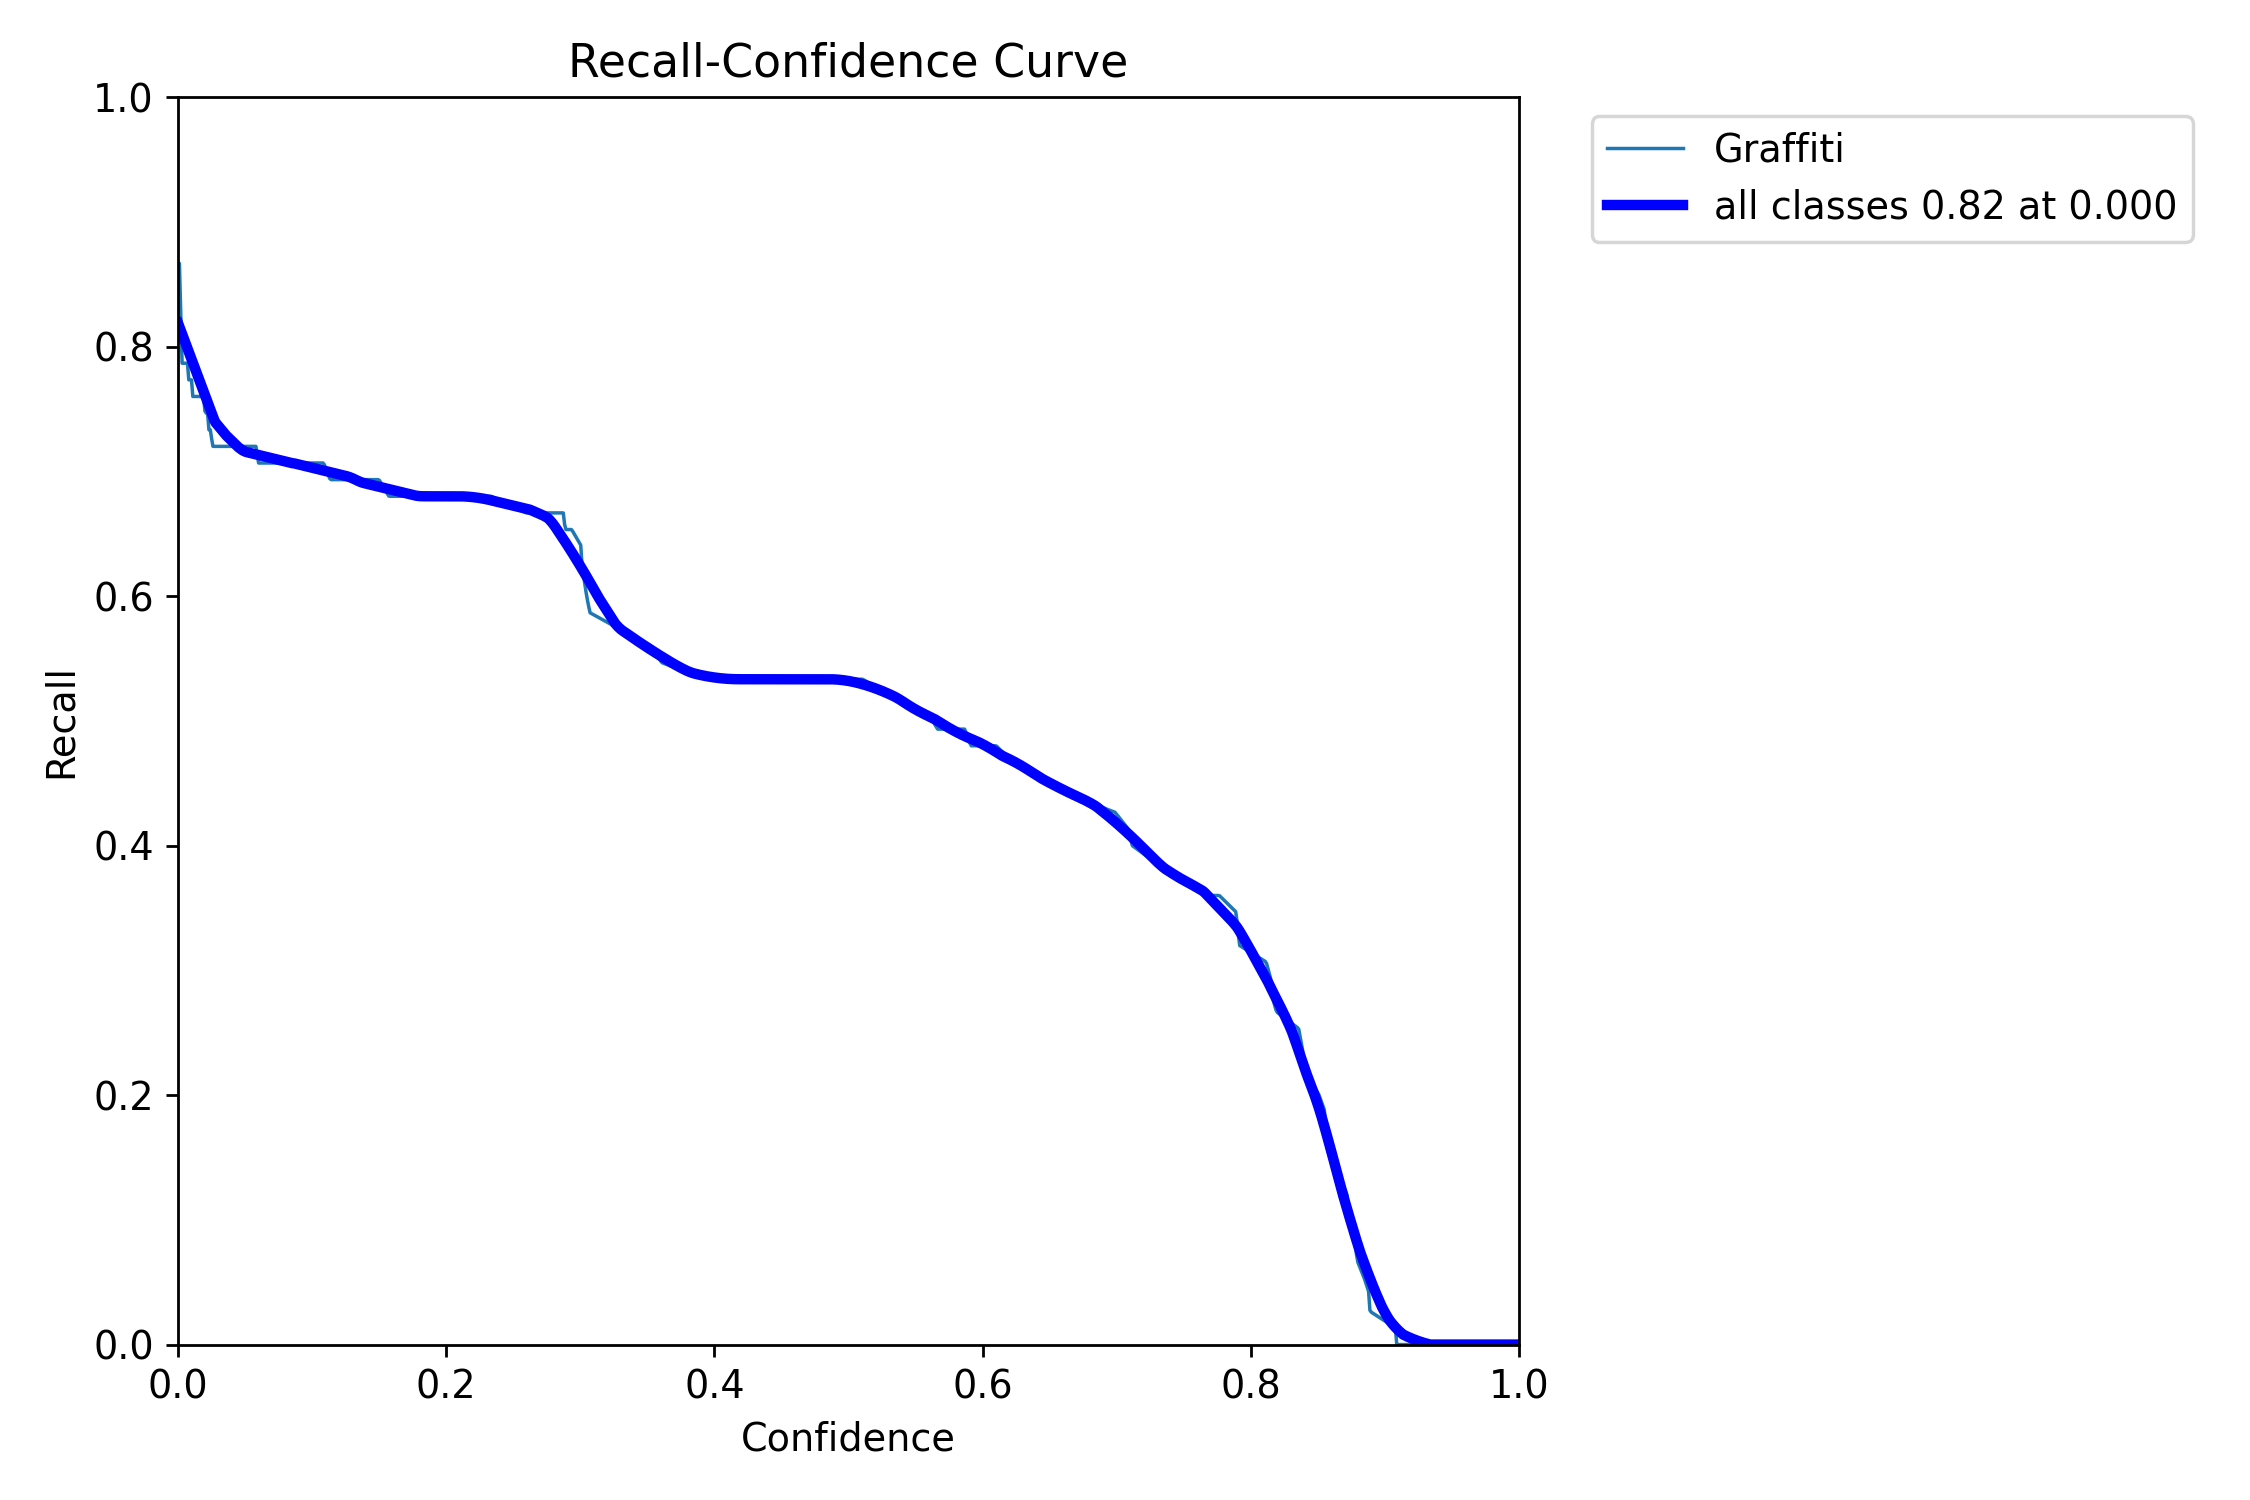 Recall-Confidence Curve
1.0
0.8
0.6
0.4
0.2
0.0
Recall
0.0 0.2 0.4 0.6 0.8 1.0
Confidence
Graffiti
all classes 0.82 at 0.000